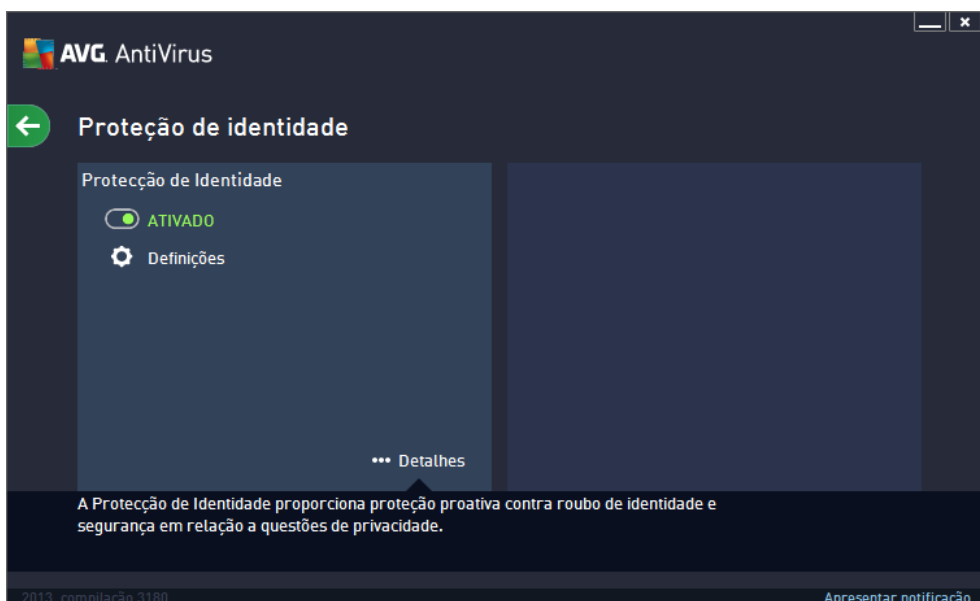 AVG. AntiVirus
Proteção de identidade
Protecção de Identidade
ATIVADO
Definições
••• Detalhes
A Protecção de Identidade proporciona proteção proativa contra roubo de identidade e
segurança em relação a questões de privacidade.
2013, compilação 3180
Apresentar notificação